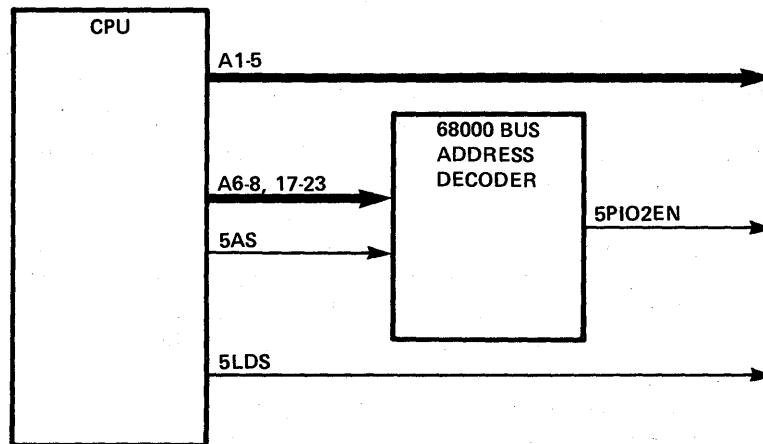 CPU
A1-5
68000 BUS
ADDRESS
DECODER
A6-8, 17-23
5PIO2EN
5AS
5LDS